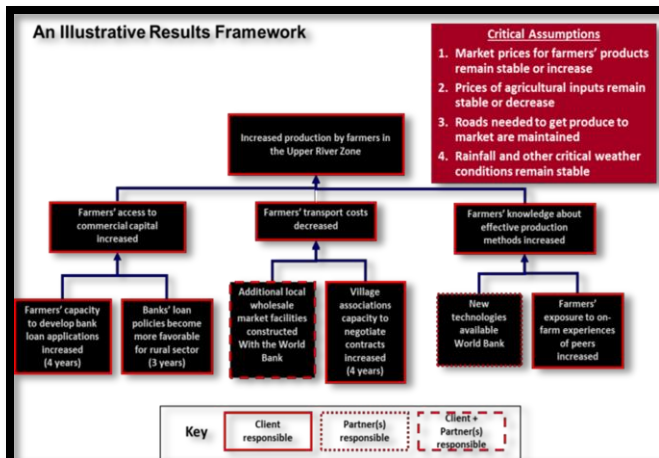 An Illustrative Results Framework
Critical Assumptions
1. Market prices for farmers' products
remain stable or increase
2. Prices of agricultural inputs remain
stable or decrease
3. Roads needed to get produce to
market are maintained
4. Rainfall and other critical weather
conditions remain stable
Increased production by farmers in
the Upper River Zone
Farmers' access to
commercial capital
increased
Farmers' transport costs
decreased
Farmers' knowledge about
effective production
methods increased
Farmers' capacity
to develop bank
loan applications
increased
(4 years)
Banks' loan
policies become
more favorable
for rural sector
(3 years)
Additional local
wholesale
market facilities
constructed
With the World
Bank
Village
associations
capacity to
negotiate
contracts
increased
(4 years)
New
technologies
available
World Bank
Farmers'
exposure to on-
farm experiences
of peers
increased
Key
Client
responsible
Partner(s)
responsible
Client +
Partner(s)
responsible